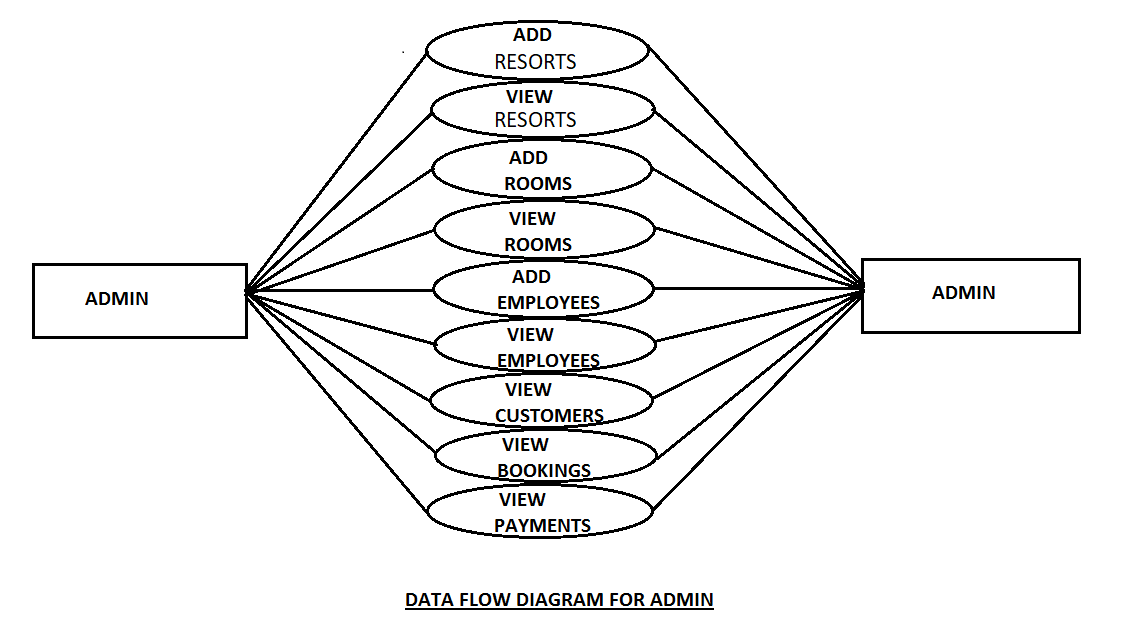 ADD
RESORTS
VIEW
RESORTS
ADD
ROOMS
VIEW
ROOMS
ADD
EMPLOYEES
VIEW
EMPLOYEES
VIEW
CUSTOMERS
VIEW
BOOKINGS
VIEW
PAYMENTS
ADMIN
ADMIN
DATA FLOW DIAGRAM FOR ADMIN